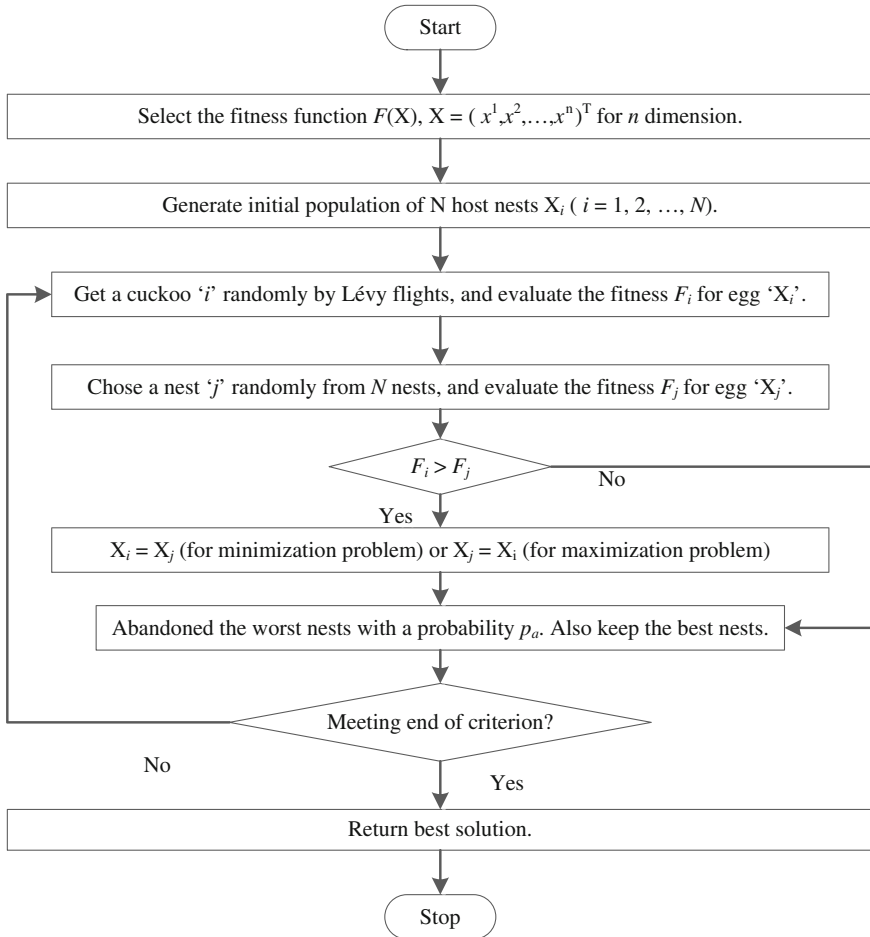 Start
Select the fitness function F(X), X = ( x¹,x²,…,xⁿ)ᵀ for n dimension.
Generate initial population of N host nests Xᵢ ( i = 1, 2, …, N).
Get a cuckoo ‘i’ randomly by Lévy flights, and evaluate the fitness Fᵢ for egg ‘Xᵢ’.
Chose a nest ‘j’ randomly from N nests, and evaluate the fitness Fⱼ for egg ‘Xⱼ’.
Fᵢ > Fⱼ
No
Yes
Xᵢ = Xⱼ (for minimization problem) or Xⱼ = Xᵢ (for maximization problem)
Abandoned the worst nests with a probability pₐ. Also keep the best nests.
Meeting end of criterion?
No
Yes
Return best solution.
Stop